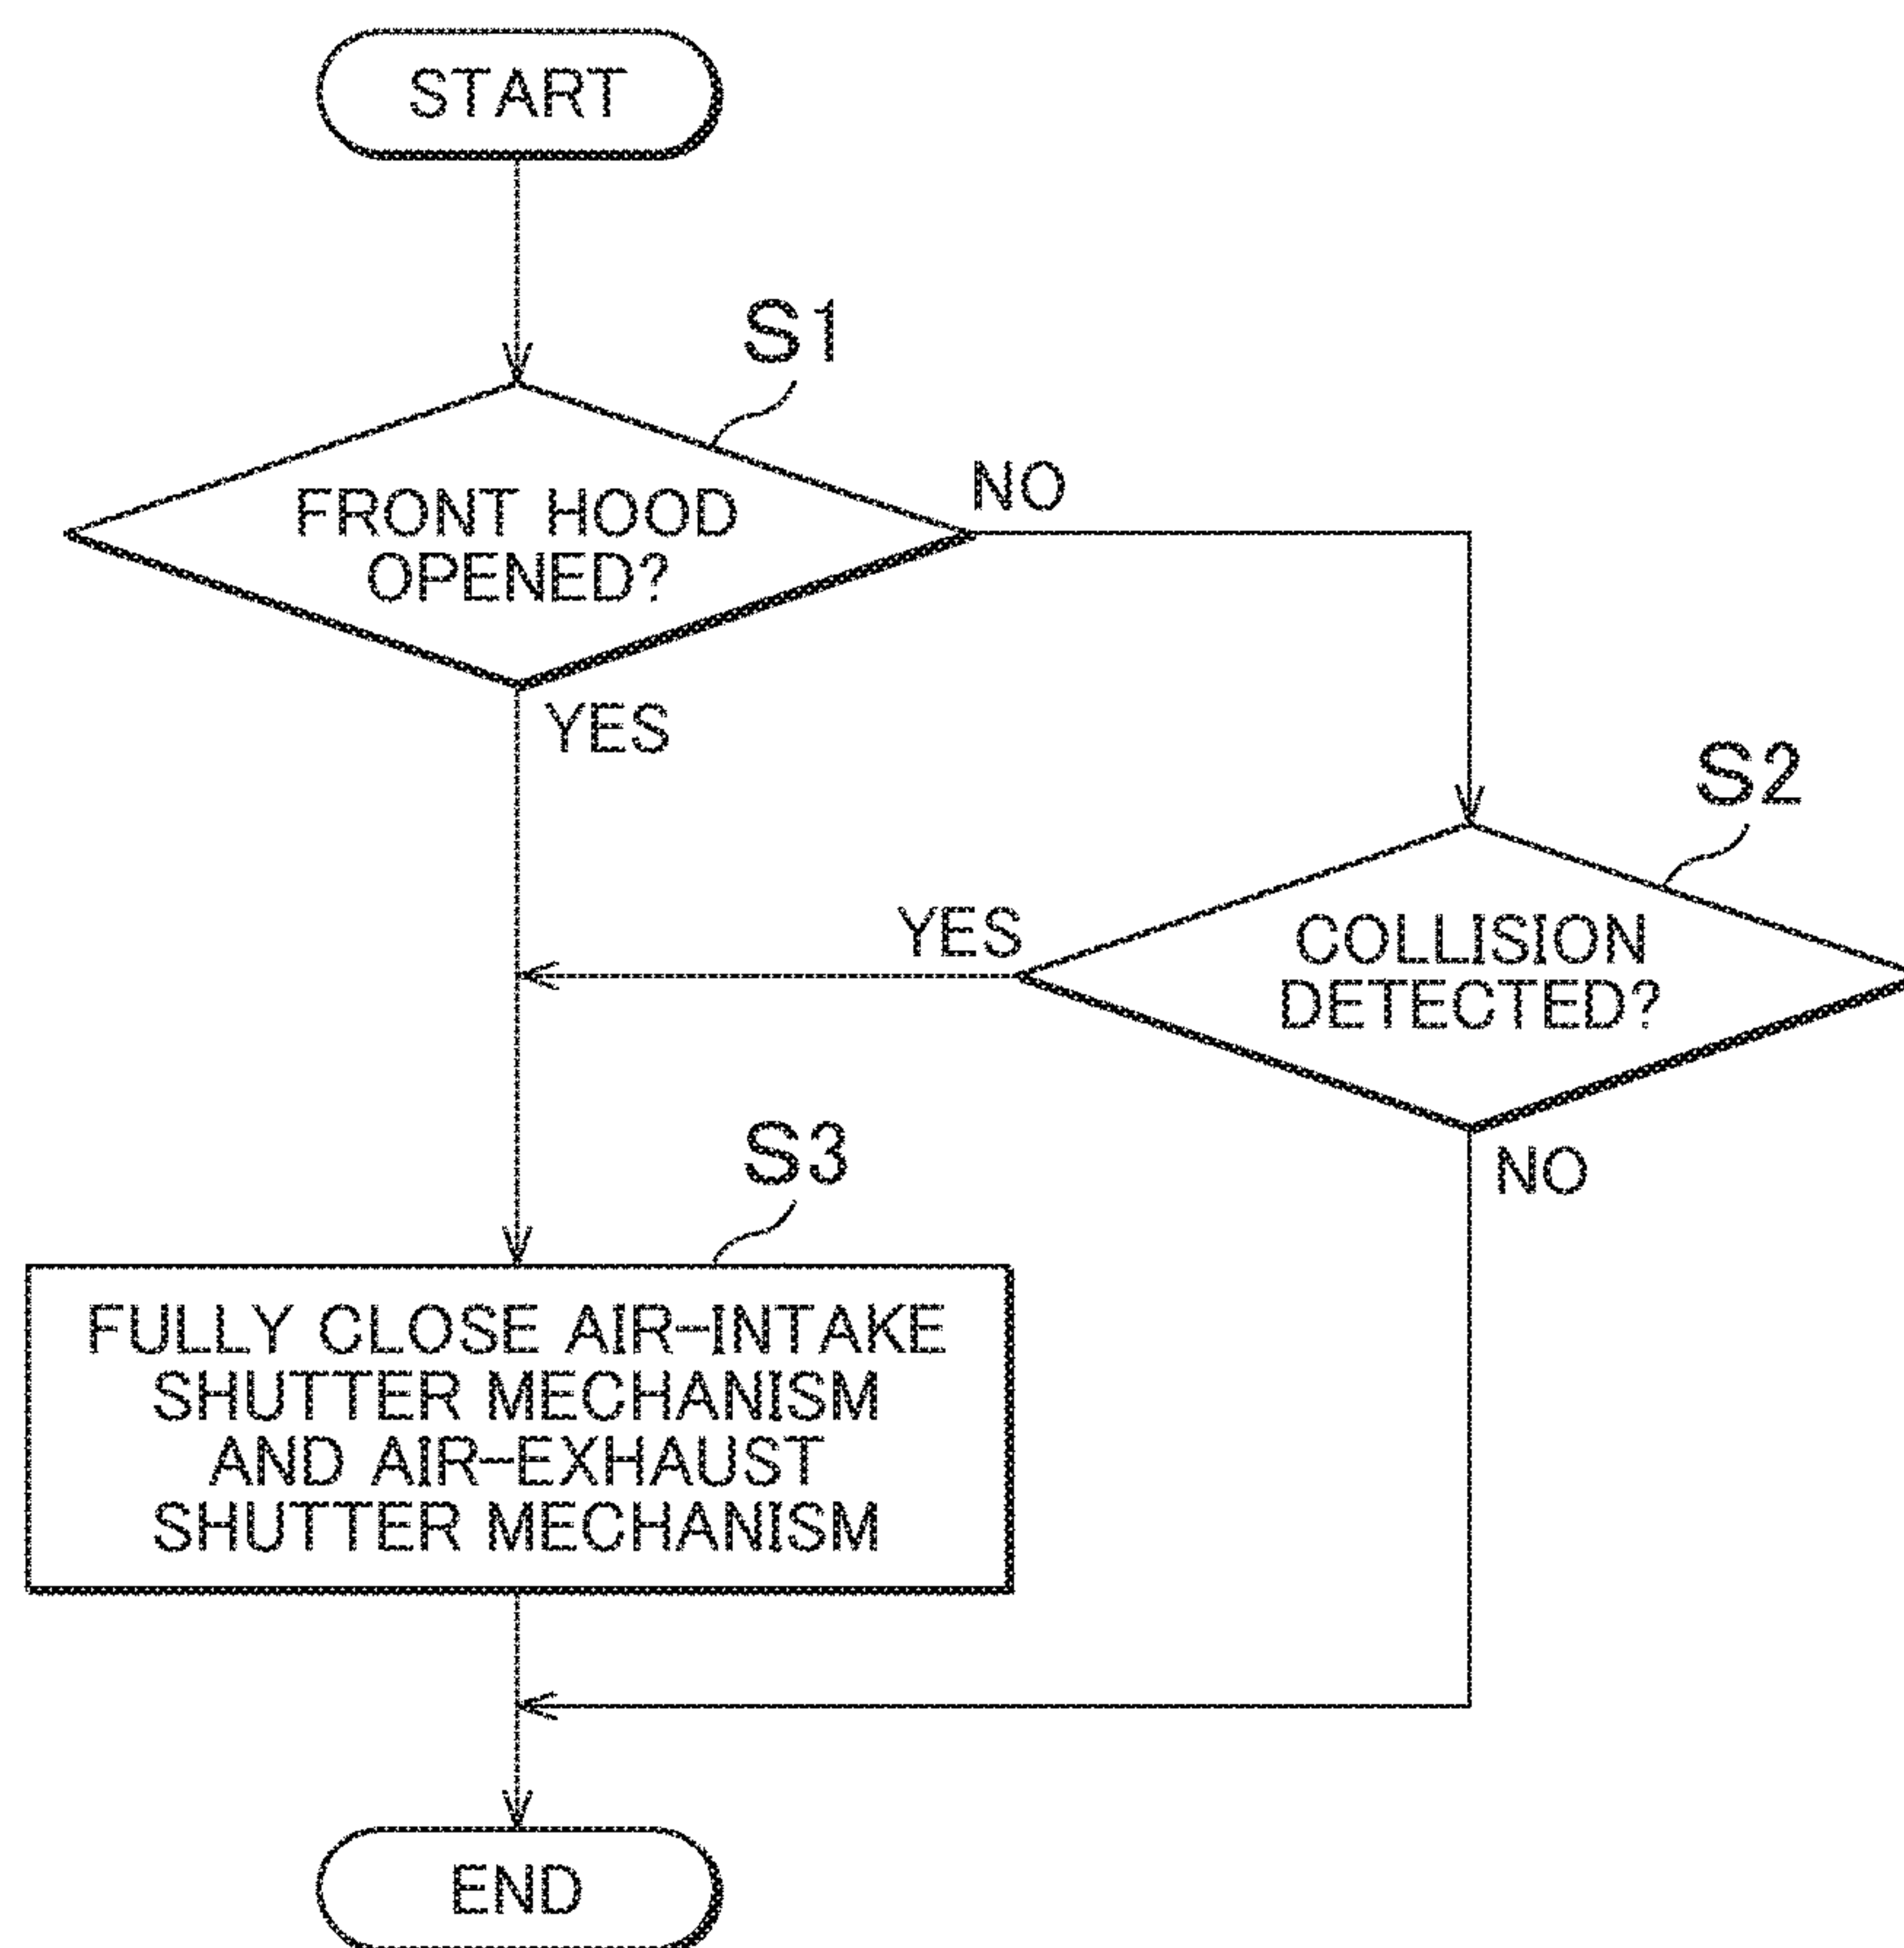 START
S1
FRONT HOOD
OPENED?
NO
YES
S2
COLLISION
DETECTED?
YES
NO
S3
FULLY CLOSE AIR-INTAKE
SHUTTER MECHANISM
AND AIR-EXHAUST
SHUTTER MECHANISM
END